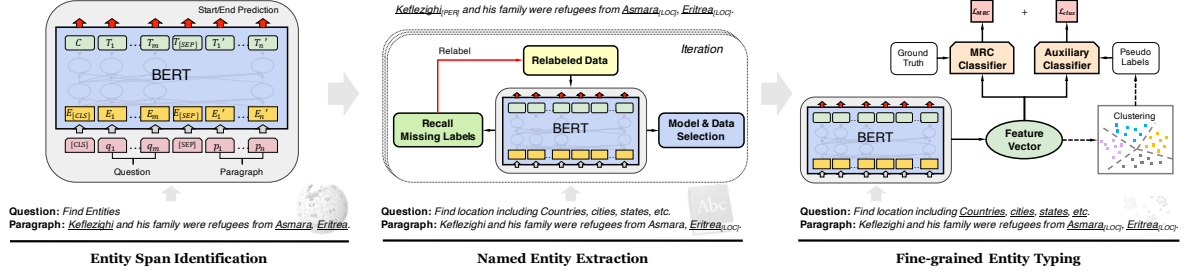 Start/End Prediction
C T₁ ... Tₘ T[SEP] T₁' ... Tₙ'
BERT
E[CLS] E₁ ... Eₘ E[SEP] E₁' ... Eₙ'
[CLS] q₁ ... qₘ [SEP] p₁ ... pₙ
Question Paragraph
Question: Find Entities
Paragraph: Keflezighi and his family were refugees from Asmara, Eritrea.
Entity Span Identification
Keflezighi[PER] and his family were refugees from Asmara[LOC], Eritrea[LOC].
Iteration
Relabel
Relabeled Data
Recall
Missing Labels
BERT
Model & Data
Selection
Abc
Question: Find location including Countries, cities, states, etc.
Paragraph: Keflezighi and his family were refugees from Asmara, Eritrea[LOC].
Named Entity Extraction
ℒMRC + ℒclus
Ground
Truth
MRC
Classifier
Auxiliary
Classifier
Pseudo
Labels
BERT
Feature
Vector
Clustering
Question: Find location including Countries, cities, states, etc.
Paragraph: Keflezighi and his family were refugees from Asmara[LOC], Eritrea[LOC].
Fine-grained Entity Typing